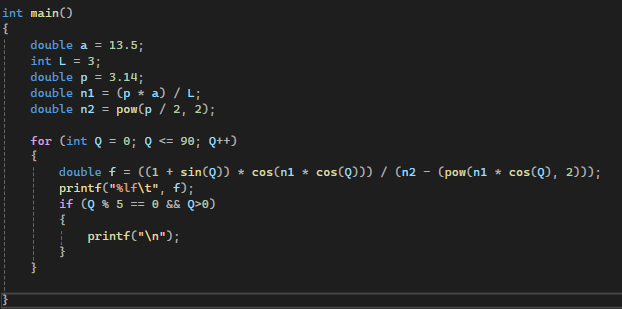 int main()
{
double a = 13.5;
int L = 3;
double p = 3.14;
double n1 = (p * a) / L;
double n2 = pow(p / 2, 2);
for (int Q = 0; Q <= 90; Q++)
{
double f = ((1 + sin(Q)) * cos(n1 * cos(Q))) / (n2 - (pow(n1 * cos(Q), 2)));
printf("%lf\t", f);
if (Q % 5 == 0 && Q>0)
{
printf("\n");
}
}
}